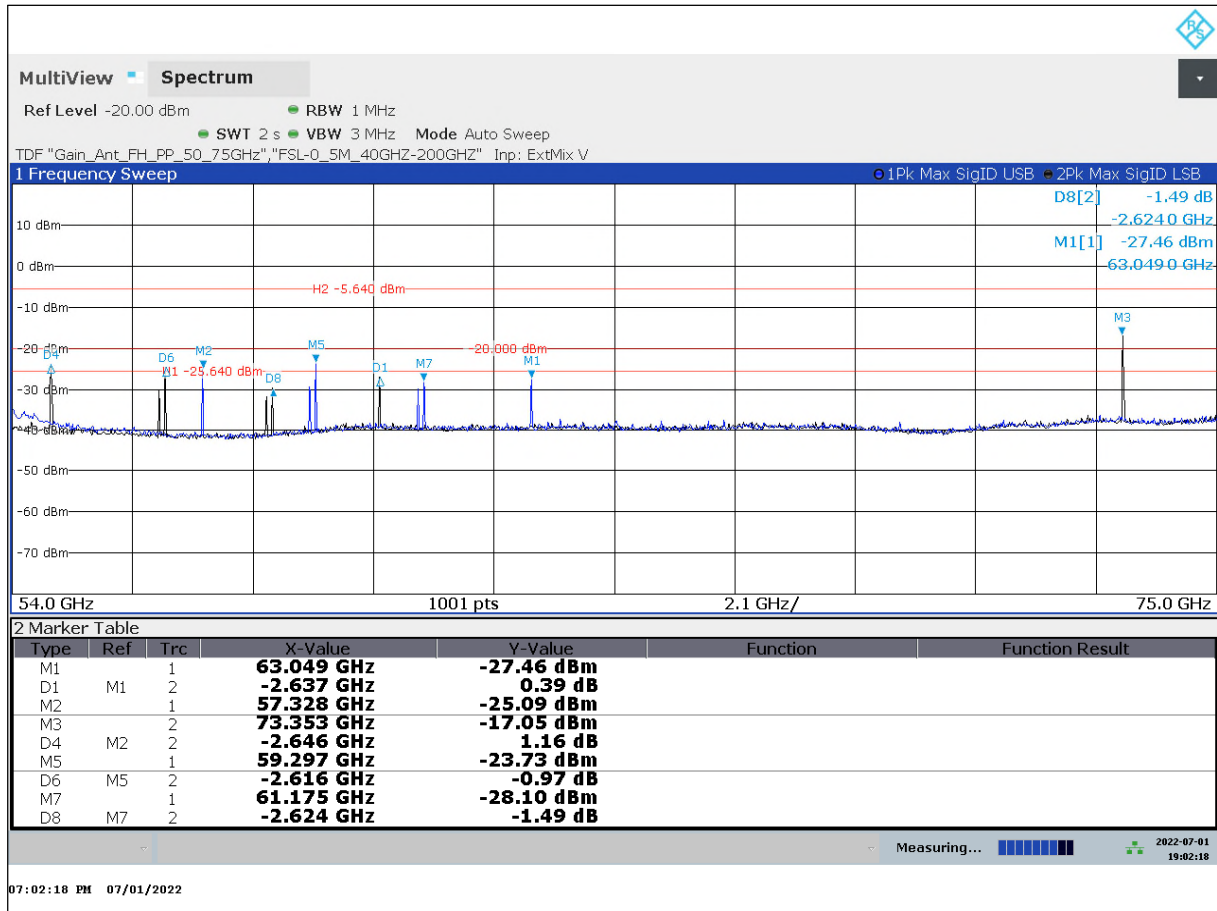 R&S
MultiView Spectrum
Ref Level -20.00 dBm RBW 1 MHz
SWT 2 s VBW 3 MHz Mode Auto Sweep
TDF "Gain_Ant_FH_PP_50_75GHz","FSL-0_5M_40GHZ-200GHZ" Inp: ExtMix V
1 Frequency Sweep 1Pk Max SigID USB 2Pk Max SigID LSB
D8[2] -1.49 dB
-2.6240 GHz
10 dBm
M1[1] -27.46 dBm
63.0490 GHz
0 dBm
H2 -5.640 dBm
-10 dBm
M3
-20 dBm -20.000 dBm
D4 D6 M2 M5 D1 M7 M1
H1 -25.640 dBm
D8
-30 dBm
-40 dBm
-50 dBm
-60 dBm
-70 dBm
54.0 GHz 1001 pts 2.1 GHz/ 75.0 GHz
2 Marker Table
Type Ref Trc X-Value Y-Value Function Function Result
M1 1 63.049 GHz -27.46 dBm
D1 M1 2 -2.637 GHz 0.39 dB
M2 1 57.328 GHz -25.09 dBm
M3 2 73.353 GHz -17.05 dBm
D4 M2 2 -2.646 GHz 1.16 dB
M5 1 59.297 GHz -23.73 dBm
D6 M5 2 -2.616 GHz -0.97 dB
M7 1 61.175 GHz -28.10 dBm
D8 M7 2 -2.624 GHz -1.49 dB
Measuring... 2022-07-01
19:02:18
07:02:18 PM 07/01/2022